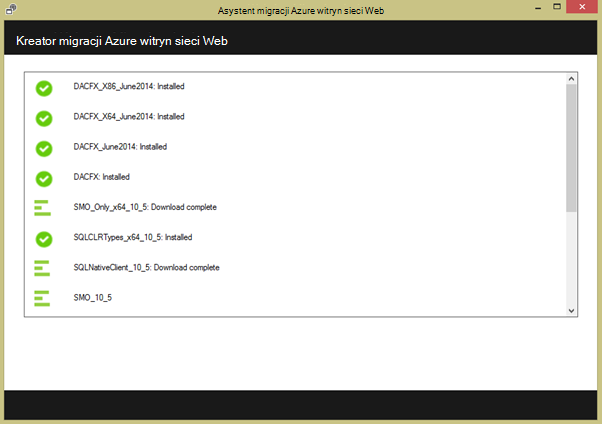 Asystent migracji Azure witryn sieci Web
Kreator migracji Azure witryn sieci Web
DACFX_X86_June2014: Installed
DACFX_X64_June2014: Installed
DACFX_June2014: Installed
DACFX: Installed
SMO_Only_x64_10_5: Download complete
SQLCLRTypes_x64_10_5: Installed
SQLNativeClient_10_5: Download complete
SMO_10_5